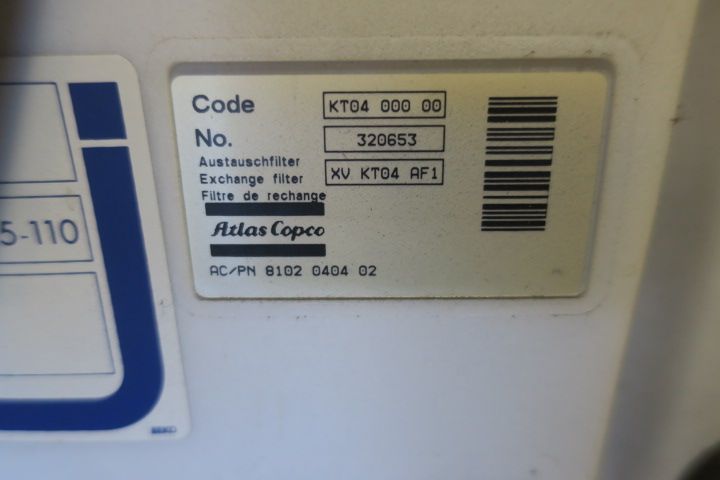 Code KT04 000 00
No. 320653
Austauschfilter
Exchange filter XV KT04 AF1
Filtre de rechange
Atlas Copco
AC/PN 8102 0404 02
5-110
BEKO